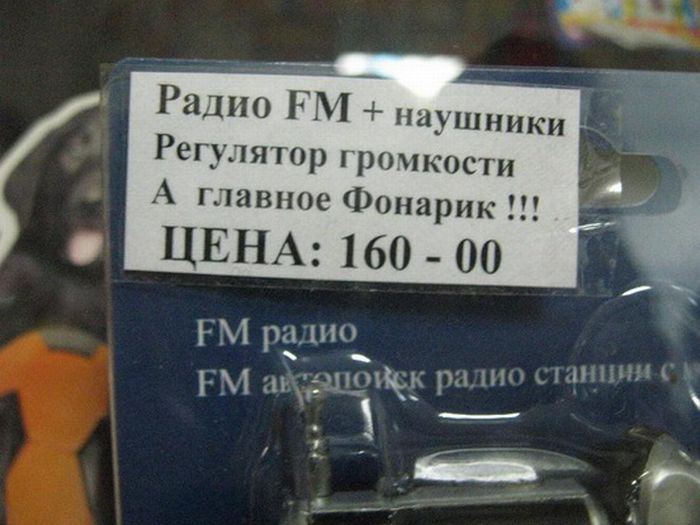 Радио FM + наушники
Регулятор громкости
А главное Фонарик !!!
ЦЕНА: 160 - 00
FM радио
FM автопоиск радио станции с